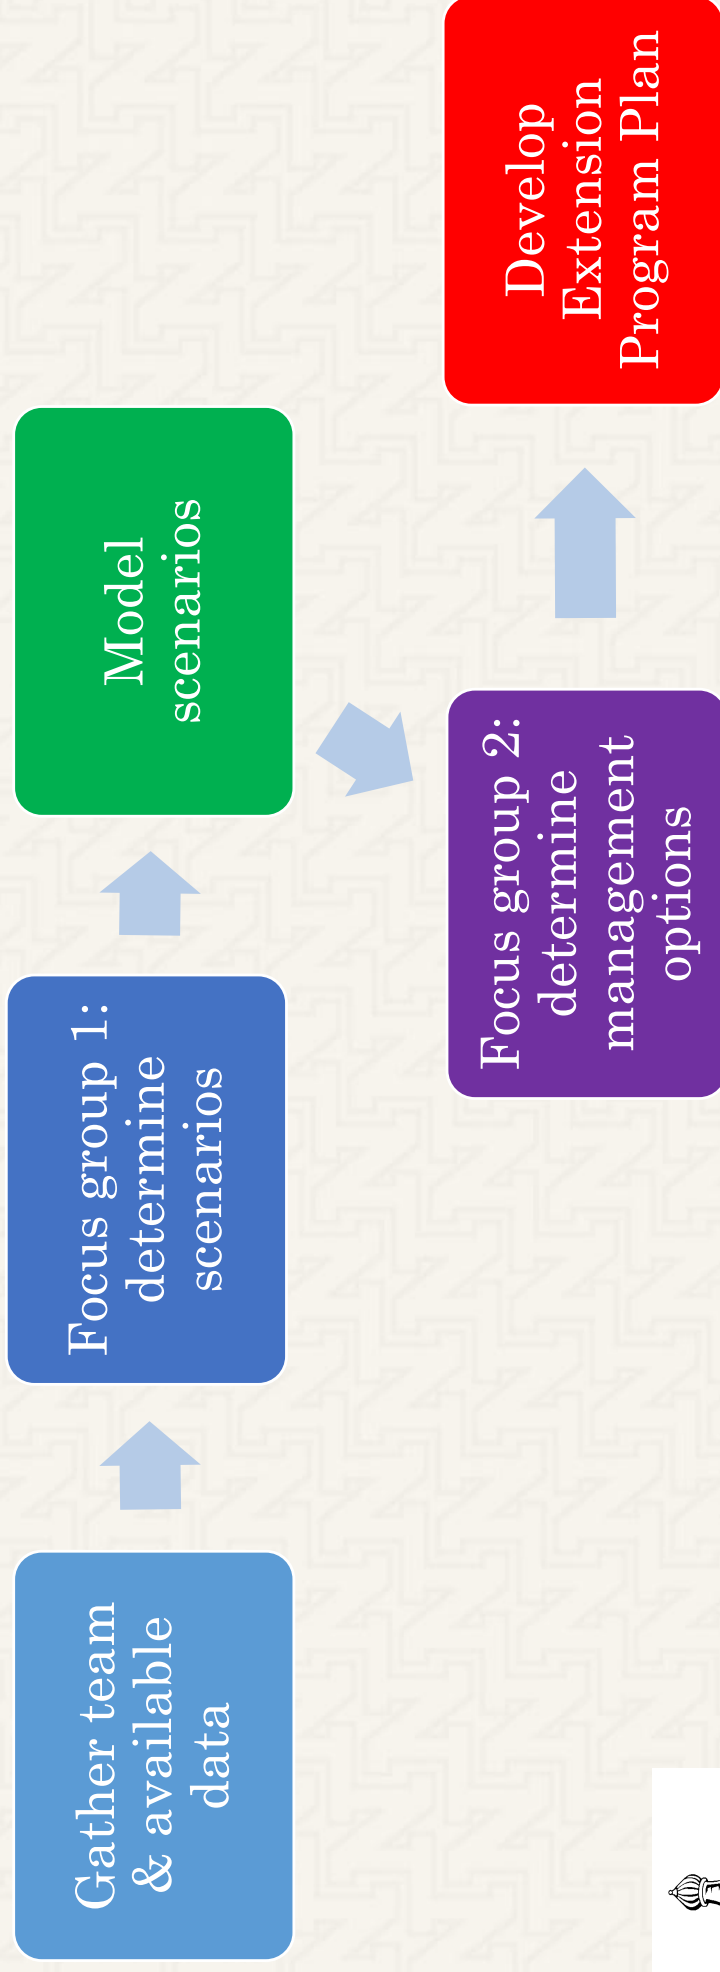 Gather team
& available
data
Focus group 1:
determine
scenarios
Model
scenarios
Focus group 2:
determine
management
options
Develop
Extension
Program Plan